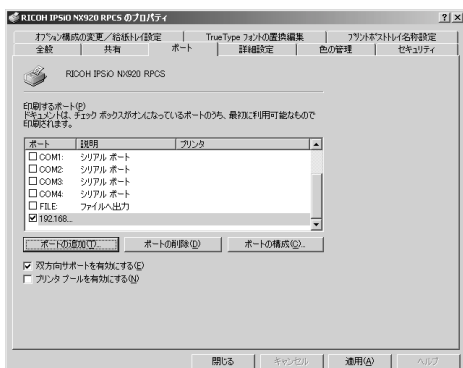 RICOH IPSiO NX920 RPCS のプロパティ
オプション構成の変更／給紙トレイ設定 TrueType フォントの置換編集 プリントポストトレイ名称設定
全般 共有 ポート 詳細設定 色の管理 セキュリティ
RICOH IPSiO NX920 RPCS
印刷するポート(P)
ドキュメントは、チェック ボックスがオンになっているポートのうち、最初に利用可能なもので
印刷されます。
ポート 説明 プリンタ
COM1: シリアル ポート
COM2: シリアル ポート
COM3: シリアル ポート
COM4: シリアル ポート
FILE: ファイルへ出力
192.168...
ポートの追加(T)... ポートの削除(D) ポートの構成(C)...
双方向サポートを有効にする(E)
プリンタ プールを有効にする(N)
閉じる キャンセル 適用(A) ヘルプ